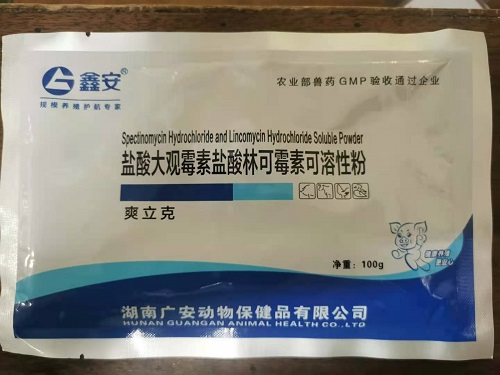 鑫安®
规模养殖护航专家
农业部兽药GMP验收通过企业
Spectinomycin Hydrochloride and Lincomycin Hydrochloride Soluble Powder
盐酸大观霉素盐酸林可霉素可溶性粉
爽立克
净重：100g
湖南广安动物保健品有限公司
HUNAN GUANGAN ANIMAL HEALTH CO.,LTD